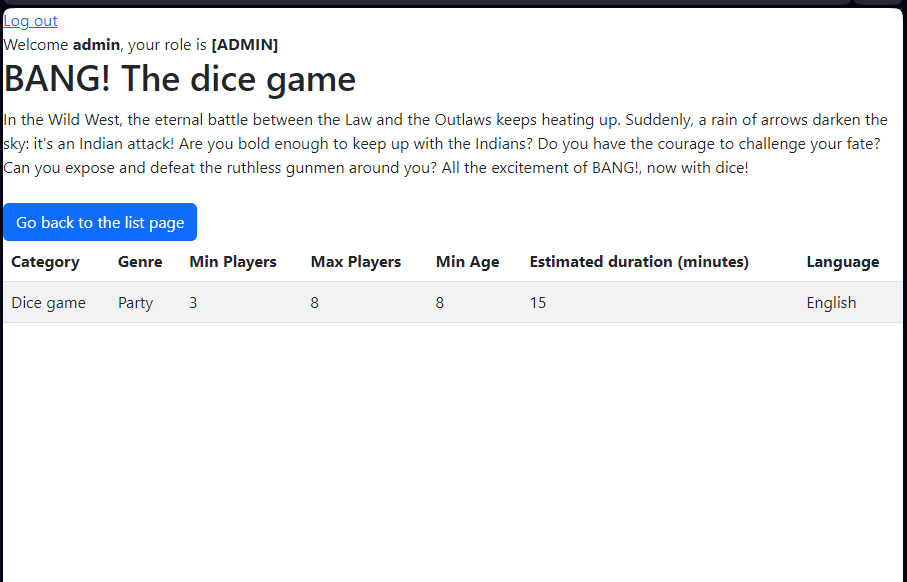 Log out
Welcome admin, your role is [ADMIN]
BANG! The dice game
In the Wild West, the eternal battle between the Law and the Outlaws keeps heating up. Suddenly, a rain of arrows darken the
sky: it's an Indian attack! Are you bold enough to keep up with the Indians? Do you have the courage to challenge your fate?
Can you expose and defeat the ruthless gunmen around you? All the excitement of BANG!, now with dice!
Go back to the list page
Category Genre Min Players Max Players Min Age Estimated duration (minutes) Language
Dice game Party 3 8 8 15 English